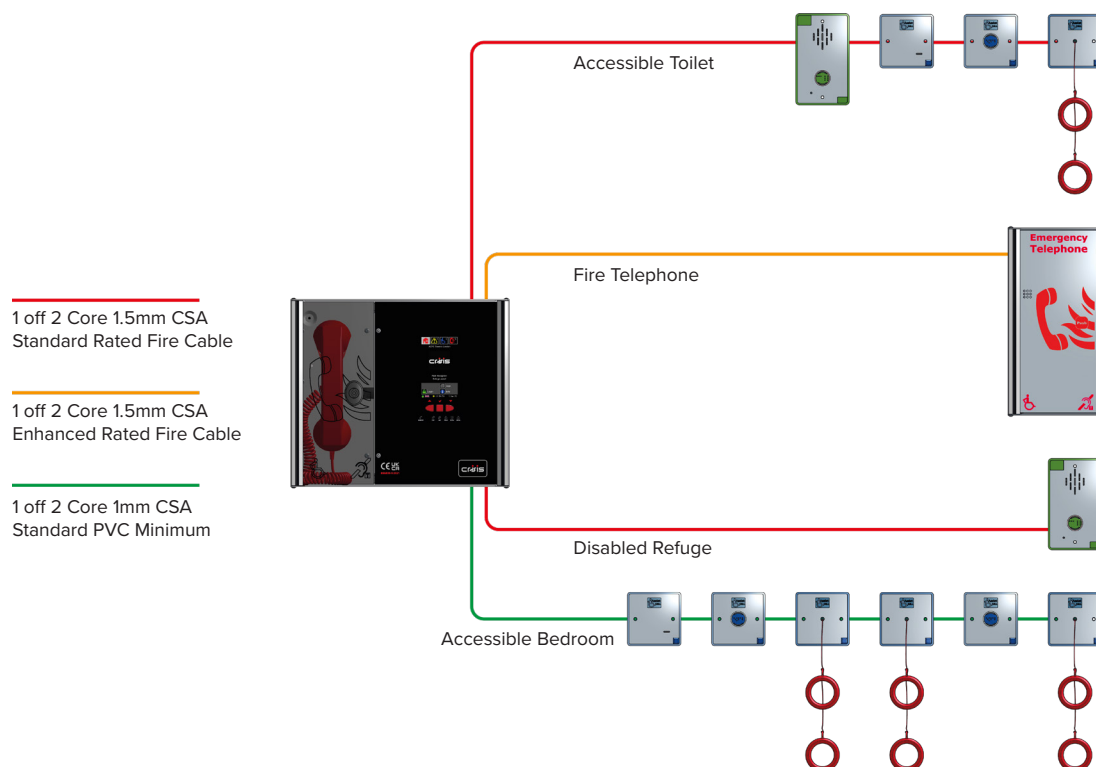 Accessible Toilet
Emergency
Telephone
Fire Telephone
1 off 2 Core 1.5mm CSA
Standard Rated Fire Cable
1 off 2 Core 1.5mm CSA
Enhanced Rated Fire Cable
1 off 2 Core 1mm CSA
Standard PVC Minimum
Disabled Refuge
Accessible Bedroom